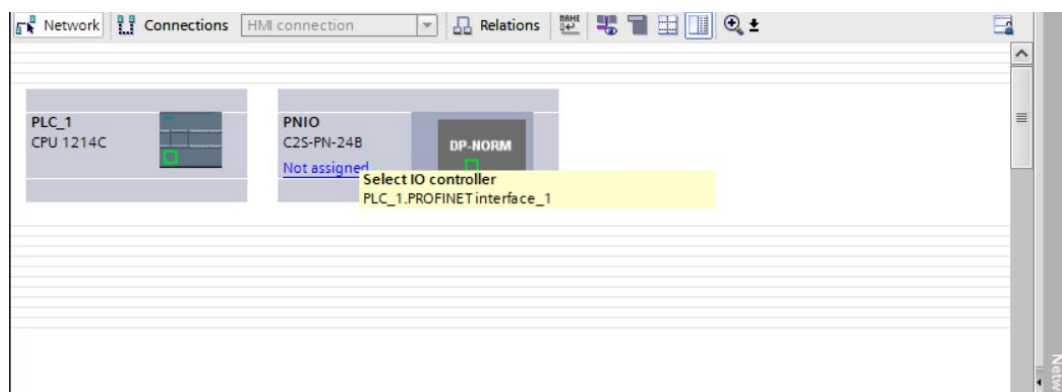 Network Connections HMI connection Relations
PLC_1
CPU 1214C
PNIO
C2S-PN-24B
Not assigned
DP-NORM
Select IO controller
PLC_1.PROFINET interface_1